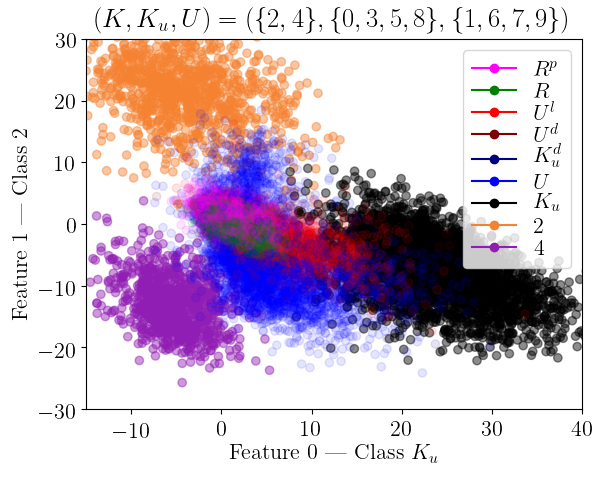 (K, K_u, U) = ({2, 4}, {0, 3, 5, 8}, {1, 6, 7, 9})
30
20
10
0
−10
−20
−30
Feature 1 — Class 2
R^p
R
U^l
U^d
K_u^d
U
K_u
2
4
−10
0
10
20
30
40
Feature 0 — Class K_u